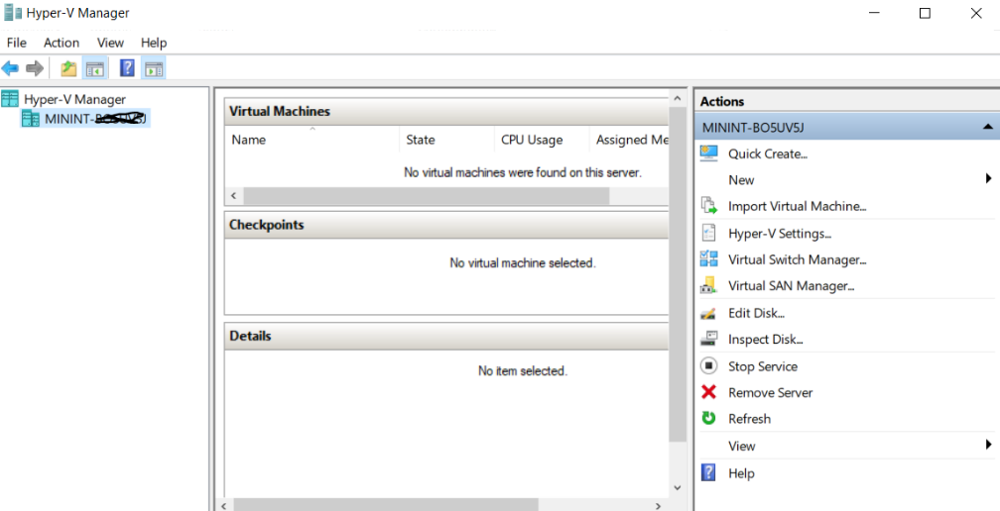 Hyper-V Manager
File Action View Help
Hyper-V Manager
MININT-
Virtual Machines
Name State CPU Usage Assigned Me
No virtual machines were found on this server.
Checkpoints
No virtual machine selected.
Details
No item selected.
Actions
MININT-BO5UV5J
Quick Create...
New
Import Virtual Machine...
Hyper-V Settings...
Virtual Switch Manager...
Virtual SAN Manager...
Edit Disk...
Inspect Disk...
Stop Service
Remove Server
Refresh
View
Help